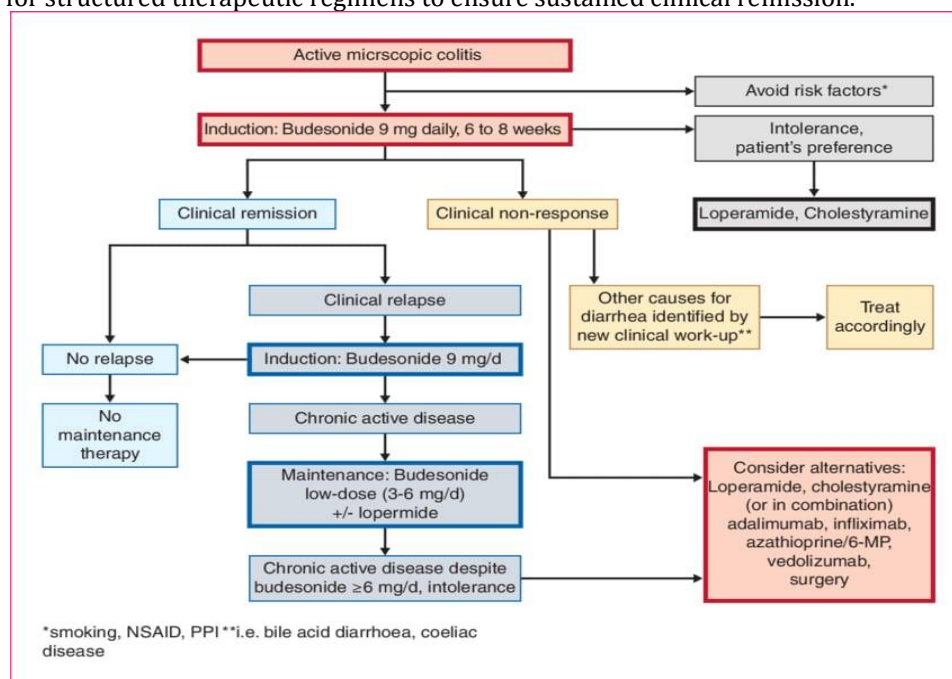 for structured therapeutic regimens to ensure sustained clinical remission.
Active micrscopic colitis
Avoid risk factors*
Induction: Budesonide 9 mg daily, 6 to 8 weeks
Intolerance,
patient's preference
Clinical remission
Clinical non-response
Loperamide, Cholestyramine
Clinical relapse
Other causes for
diarrhea identified by
new clinical work-up**
Treat
accordingly
No relapse
Induction: Budesonide 9 mg/d
No
maintenance
therapy
Chronic active disease
Maintenance: Budesonide
low-dose (3-6 mg/d)
+/- lopermide
Consider alternatives:
Loperamide, cholestyramine
(or in combination)
adalimumab, infliximab,
azathioprine/6-MP,
vedolizumab,
surgery
Chronic active disease despite
budesonide ≥6 mg/d, intolerance
*smoking, NSAID, PPI **i.e. bile acid diarrhoea, coeliac
disease